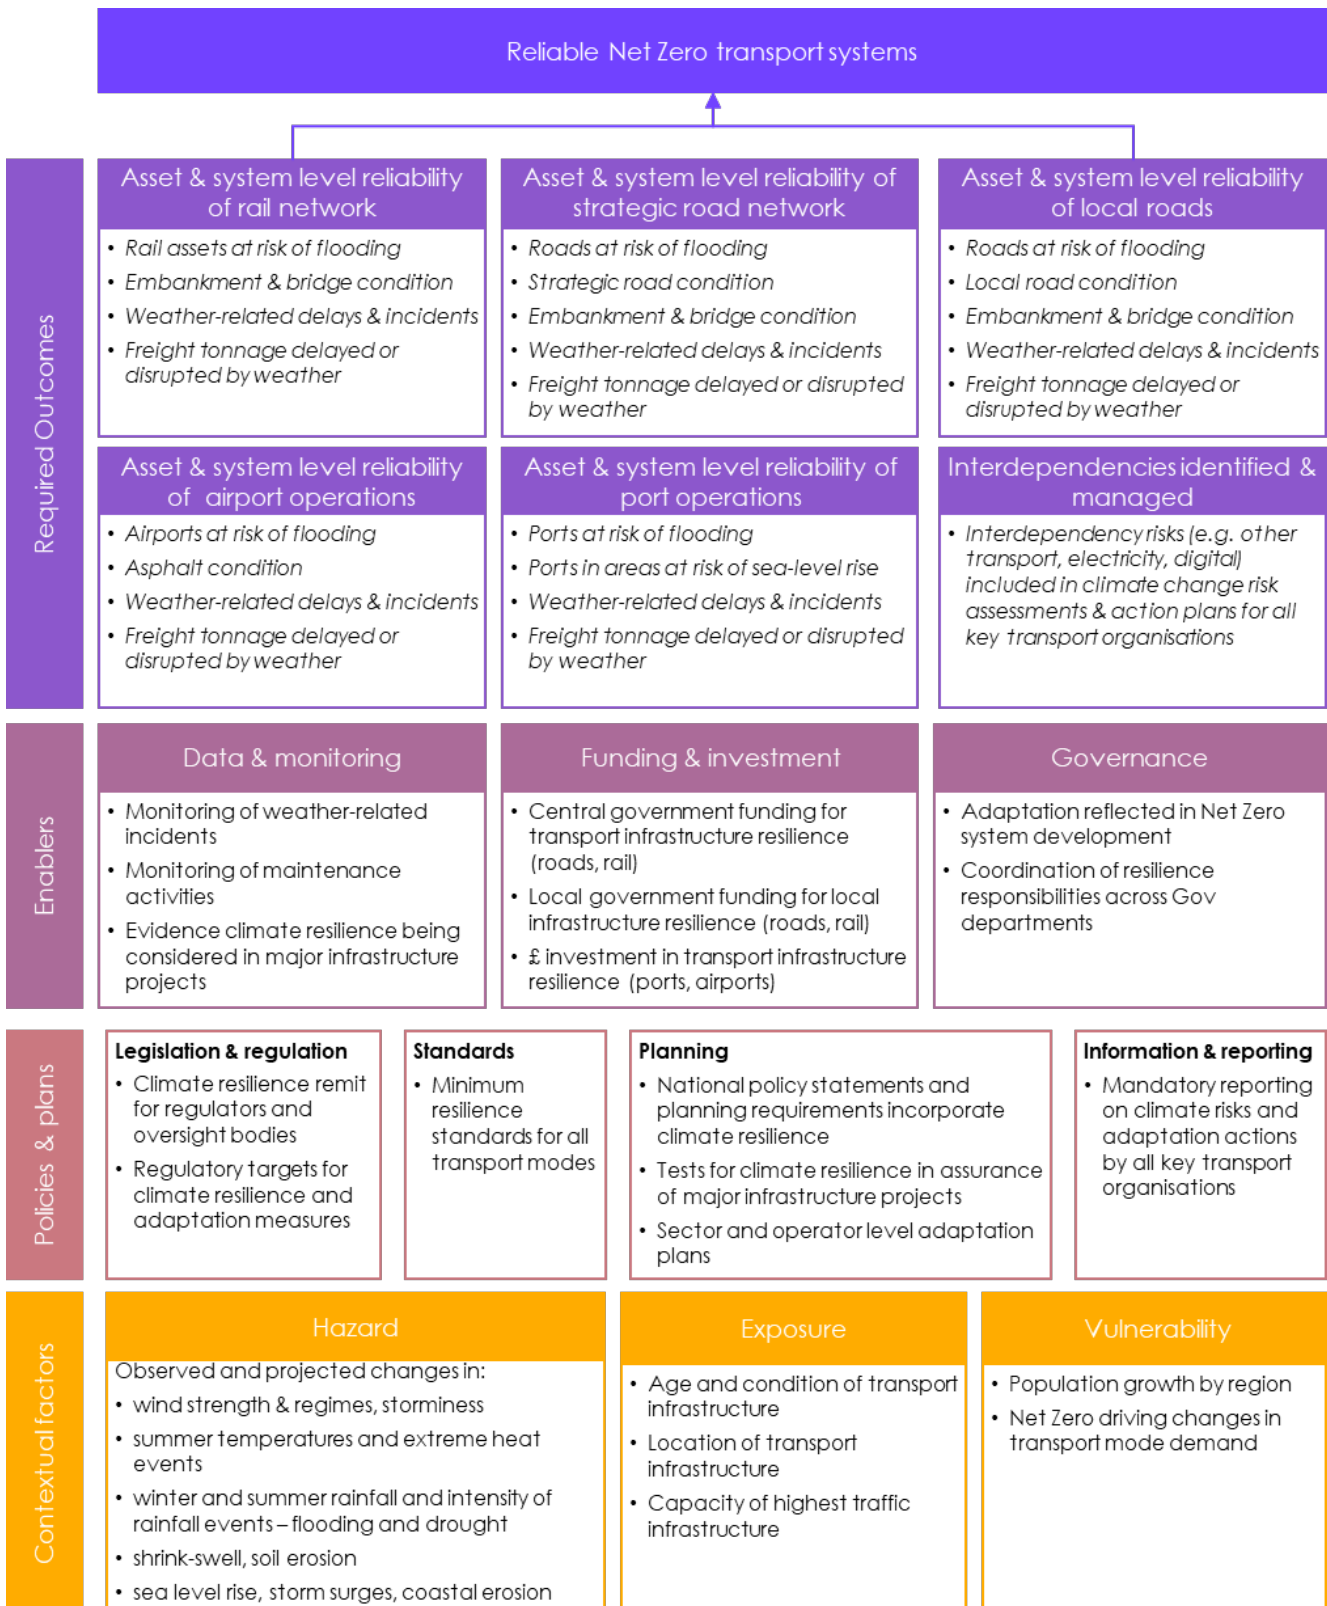 Reliable Net Zero transport systems
Required Outcomes
Asset & system level reliability
of rail network
• Rail assets at risk of flooding
• Embankment & bridge condition
• Weather-related delays & incidents
• Freight tonnage delayed or
disrupted by weather
Asset & system level reliability of
strategic road network
• Roads at risk of flooding
• Strategic road condition
• Embankment & bridge condition
• Weather-related delays & incidents
• Freight tonnage delayed or disrupted
by weather
Asset & system level reliability
of local roads
• Roads at risk of flooding
• Local road condition
• Embankment & bridge condition
• Weather-related delays & incidents
• Freight tonnage delayed or
disrupted by weather
Asset & system level reliability
of airport operations
• Airports at risk of flooding
• Asphalt condition
• Weather-related delays & incidents
• Freight tonnage delayed or
disrupted by weather
Asset & system level reliability of
port operations
• Ports at risk of flooding
• Ports in areas at risk of sea-level rise
• Weather-related delays & incidents
• Freight tonnage delayed or disrupted
by weather
Interdependencies identified &
managed
• Interdependency risks (e.g. other
transport, electricity, digital)
included in climate change risk
assessments & action plans for all
key transport organisations
Enablers
Data & monitoring
• Monitoring of weather-related
incidents
• Monitoring of maintenance
activities
• Evidence climate resilience being
considered in major infrastructure
projects
Funding & investment
• Central government funding for
transport infrastructure resilience
(roads, rail)
• Local government funding for local
infrastructure resilience (roads, rail)
• £ investment in transport infrastructure
resilience (ports, airports)
Governance
• Adaptation reflected in Net Zero
system development
• Coordination of resilience
responsibilities across Gov
departments
Policies & plans
Legislation & regulation
• Climate resilience remit
for regulators and
oversight bodies
• Regulatory targets for
climate resilience and
adaptation measures
Standards
• Minimum
resilience
standards for all
transport modes
Planning
• National policy statements and
planning requirements incorporate
climate resilience
• Tests for climate resilience in assurance
of major infrastructure projects
• Sector and operator level adaptation
plans
Information & reporting
• Mandatory reporting
on climate risks and
adaptation actions
by all key transport
organisations
Contextual factors
Hazard
Observed and projected changes in:
• wind strength & regimes, storminess
• summer temperatures and extreme heat
events
• winter and summer rainfall and intensity of
rainfall events – flooding and drought
• shrink-swell, soil erosion
• sea level rise, storm surges, coastal erosion
Exposure
• Age and condition of transport
infrastructure
• Location of transport
infrastructure
• Capacity of highest traffic
infrastructure
Vulnerability
• Population growth by region
• Net Zero driving changes in
transport mode demand